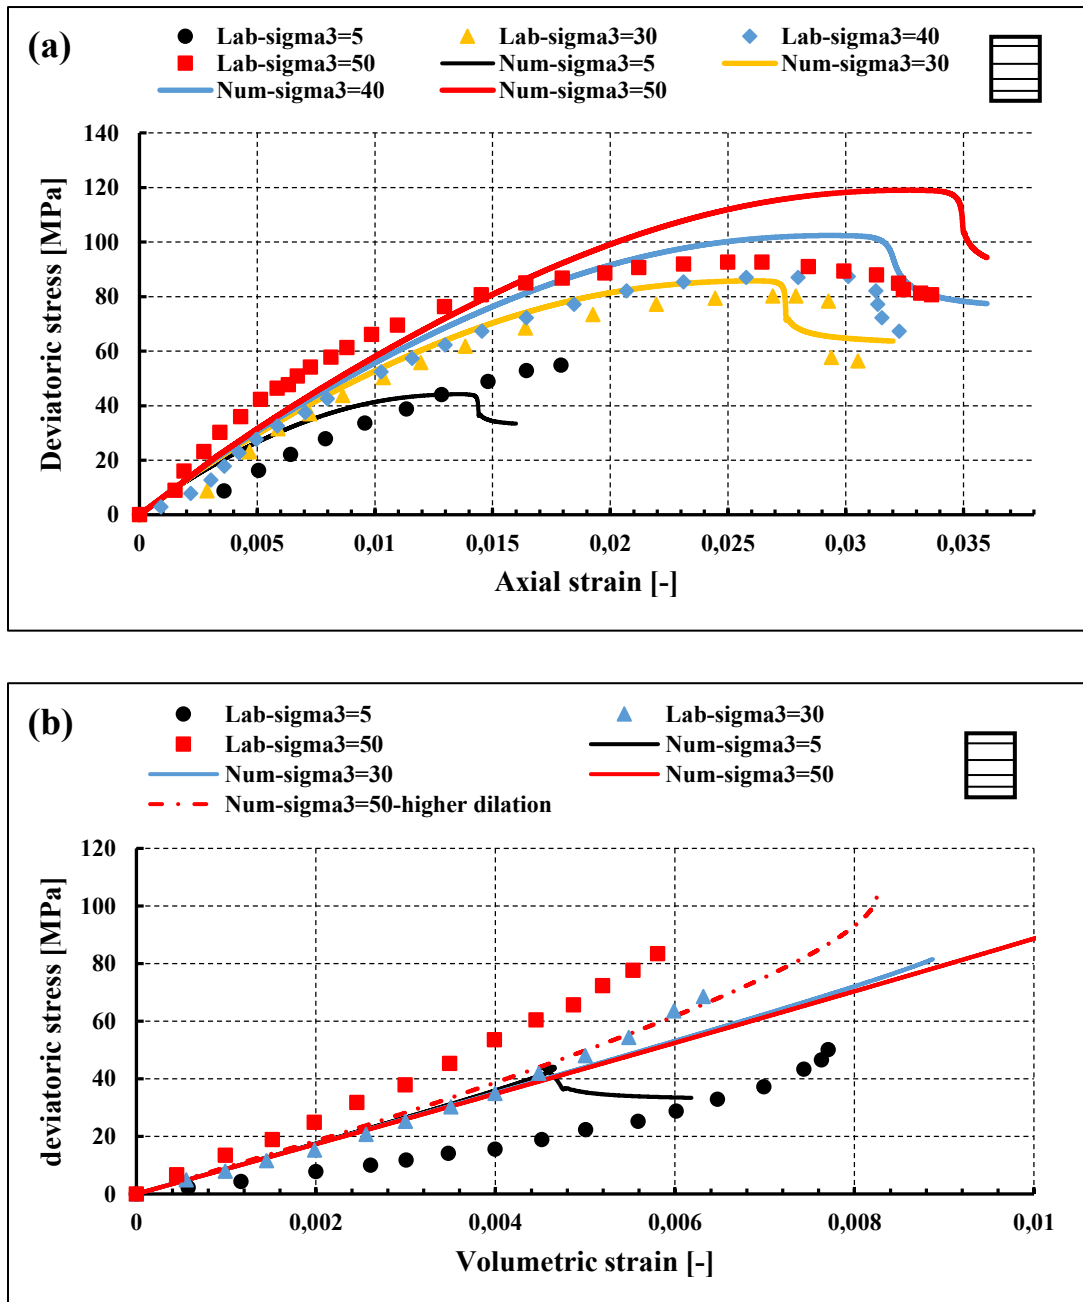 (a)
Lab-sigma3=5 Lab-sigma3=30 Lab-sigma3=40
Lab-sigma3=50 Num-sigma3=5 Num-sigma3=30
Num-sigma3=40 Num-sigma3=50
Deviatoric stress [MPa]
140
120
100
80
60
40
20
0
0 0,005 0,01 0,015 0,02 0,025 0,03 0,035
Axial strain [-]
(b)
Lab-sigma3=5 Lab-sigma3=30
Lab-sigma3=50 Num-sigma3=5
Num-sigma3=30 Num-sigma3=50
Num-sigma3=50-higher dilation
deviatoric stress [MPa]
120
100
80
60
40
20
0
0 0,002 0,004 0,006 0,008 0,01
Volumetric strain [-]